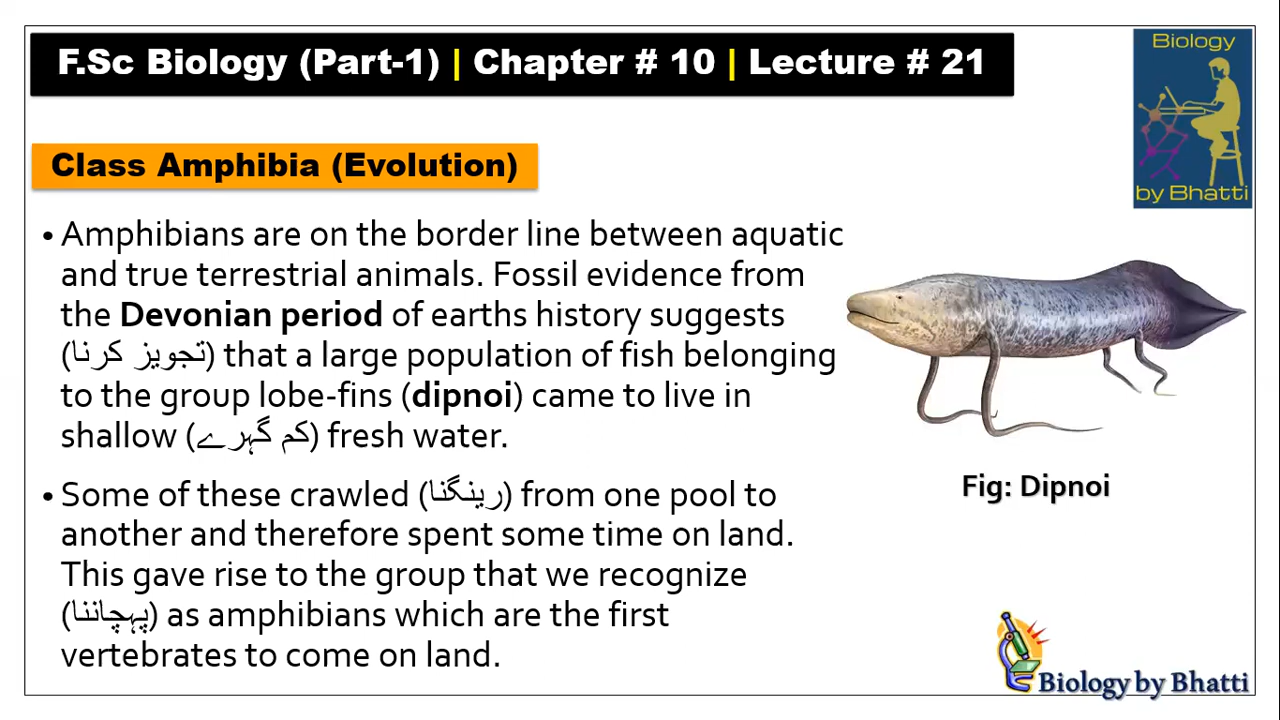 F.Sc Biology (Part-1) | Chapter # 10 | Lecture # 21
Biology
by Bhatti
Class Amphibia (Evolution)
• Amphibians are on the border line between aquatic
and true terrestrial animals. Fossil evidence from
the Devonian period of earths history suggests
(تجویز کرنا) that a large population of fish belonging
to the group lobe-fins (dipnoi) came to live in
shallow (کم گہرے) fresh water.
• Some of these crawled (رینگنا) from one pool to
another and therefore spent some time on land.
This gave rise to the group that we recognize
(پہچاننا) as amphibians which are the first
vertebrates to come on land.
Fig: Dipnoi
Biology by Bhatti